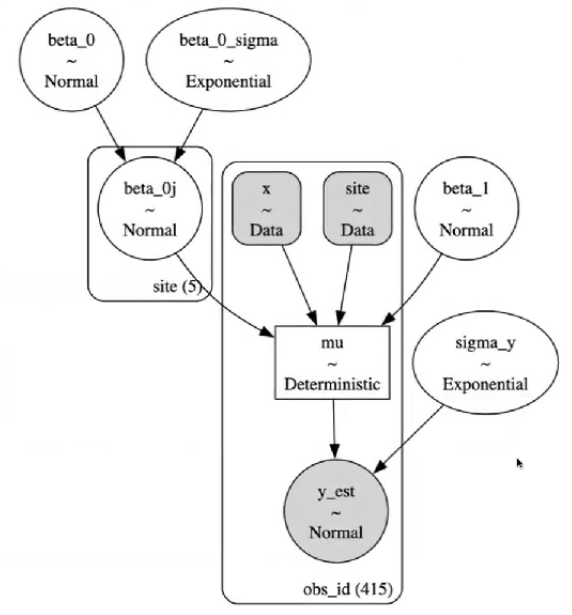 beta_0
~
Normal
beta_0_sigma
~
Exponential
beta_0j
~
Normal
site (5)
x
~
Data
site
~
Data
beta_1
~
Normal
mu
~
Deterministic
sigma_y
~
Exponential
y_est
~
Normal
obs_id (415)